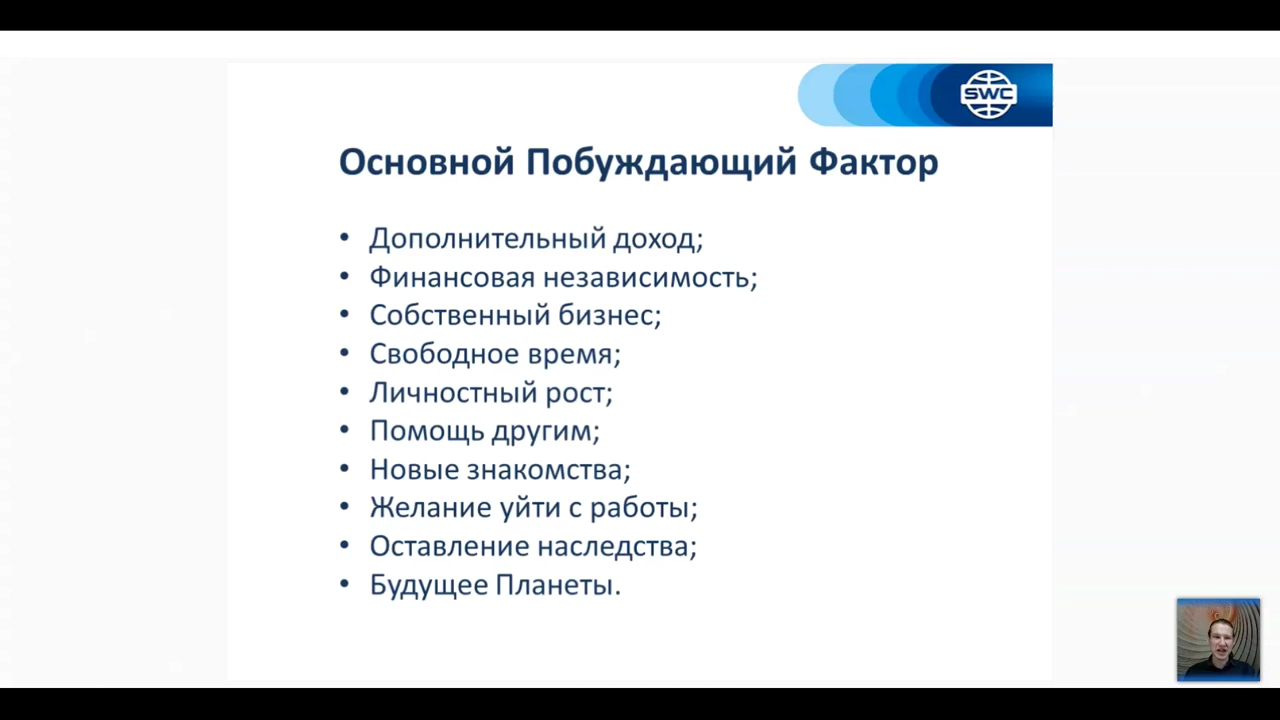 SWC
Основной Побуждающий Фактор
• Дополнительный доход;
• Финансовая независимость;
• Собственный бизнес;
• Свободное время;
• Личностный рост;
• Помощь другим;
• Новые знакомства;
• Желание уйти с работы;
• Оставление наследства;
• Будущее Планеты.